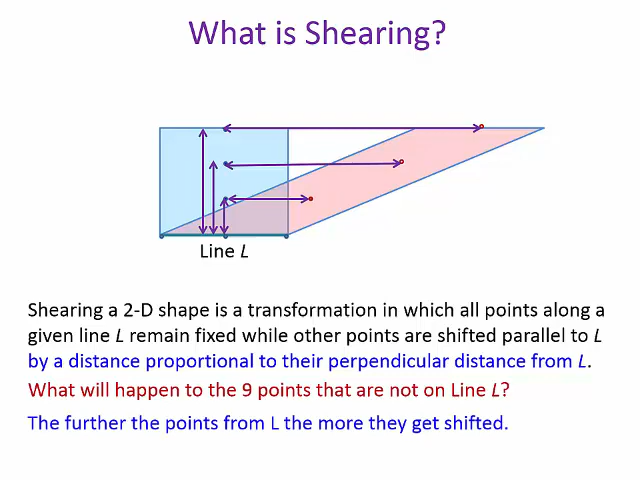 What is Shearing?
Line L
Shearing a 2-D shape is a transformation in which all points along a
given line L remain fixed while other points are shifted parallel to L
by a distance proportional to their perpendicular distance from L.
What will happen to the 9 points that are not on Line L?
The further the points from L the more they get shifted.